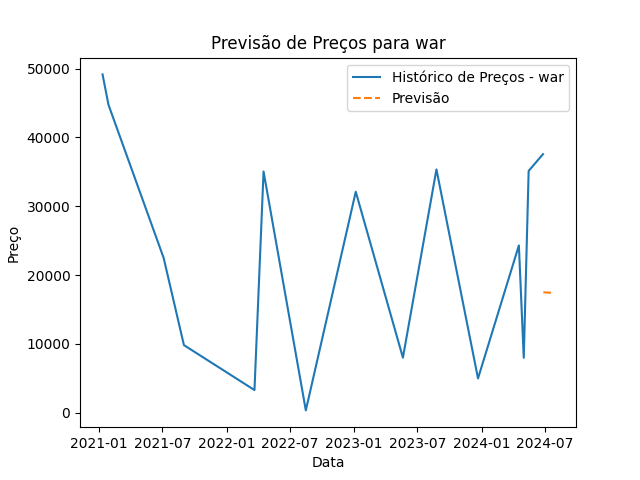 Previsão de Preços para war
Histórico de Preços - war
Previsão
Preço
50000
40000
30000
20000
10000
0
2021-01 2021-07 2022-01 2022-07 2023-01 2023-07 2024-01 2024-07
Data